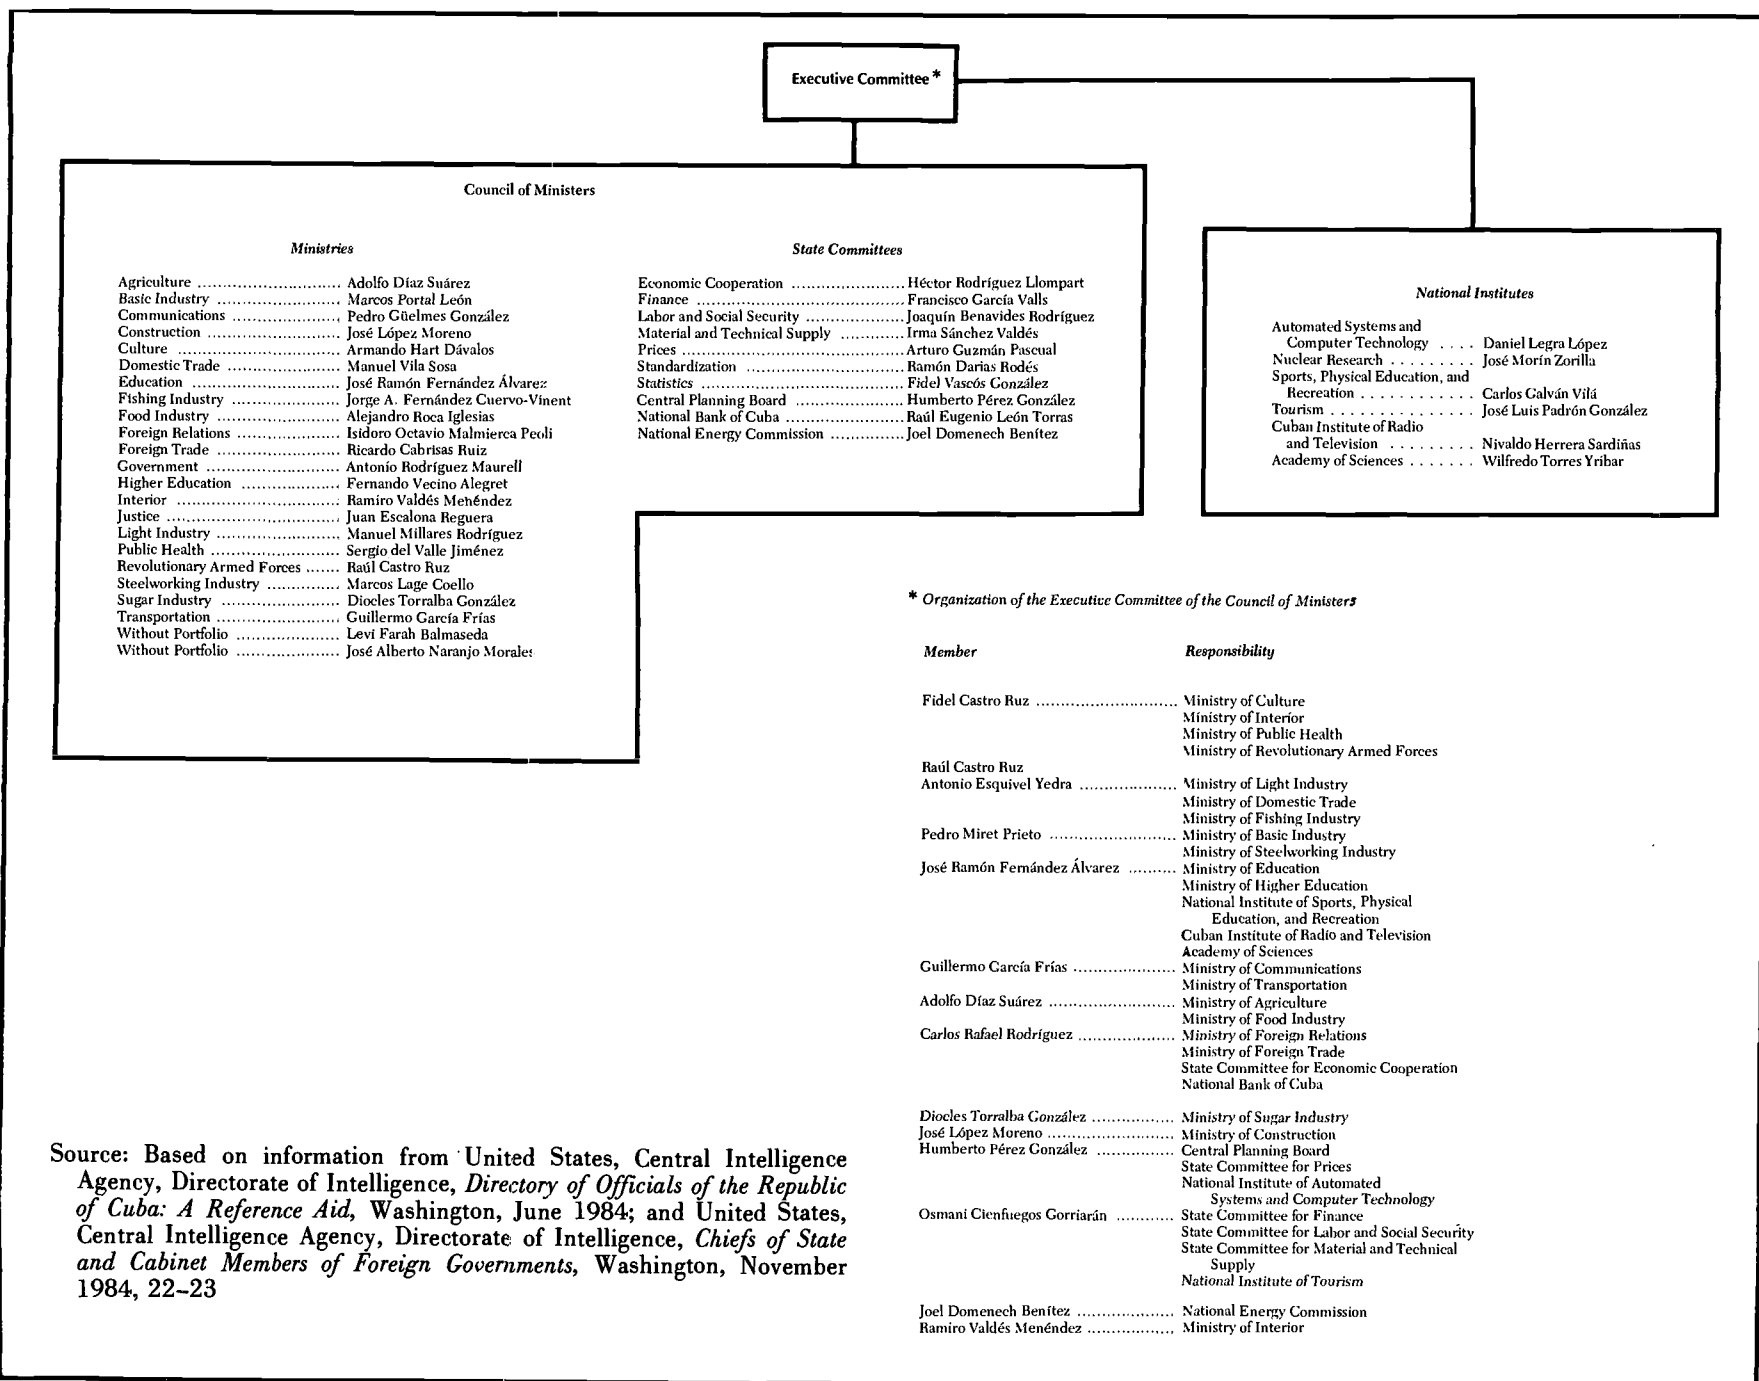 Executive Committee *
Council of Ministers
Ministries
Agriculture ............................ Adolfo Díaz Suárez
Basic Industry ........................ Marcos Portal León
Communications ..................... Pedro Güelmes González
Construction ........................... José López Moreno
Culture ................................ Armando Hart Dávalos
Domestic Trade ...................... Manuel Vila Sosa
Education ............................. José Ramón Fernández Álvarez
Fishing Industry ..................... Jorge A. Fernández Cuervo-Vinent
Food Industry ........................ Alejandro Roca Iglesias
Foreign Relations .................... Isidoro Octavio Malmierca Peoli
Foreign Trade ........................ Ricardo Cabrisas Ruiz
Government .......................... Antonio Rodríguez Maurell
Higher Education ................... Fernando Vecino Alegret
Interior ................................ Ramiro Valdés Menéndez
Justice .................................. Juan Escalona Reguera
Light Industry ........................ Manuel Millares Rodríguez
Public Health ......................... Sergio del Valle Jiménez
Revolutionary Armed Forces ....... Raúl Castro Ruz
Steelworking Industry .............. Marcos Lage Coello
Sugar Industry ....................... Diocles Torralba González
Transportation ........................ Guillermo García Frías
Without Portfolio .................... Levi Farah Balmaseda
Without Portfolio .................... José Alberto Naranjo Morales
State Committees
Economic Cooperation ...................... Héctor Rodríguez Llompart
Finance ......................................... Francisco García Valls
Labor and Social Security ................... Joaquín Benavides Rodríguez
Material and Technical Supply ............ Irma Sánchez Valdés
Prices ............................................ Arturo Guzmán Pascual
Standardization ............................... Ramón Darias Rodés
Statistics ........................................ Fidel Vascós González
Central Planning Board ..................... Humberto Pérez González
National Bank of Cuba ....................... Raúl Eugenio León Torras
National Energy Commission .............. Joel Domenech Benítez
National Institutes
Automated Systems and
Computer Technology .... Daniel Legra López
Nuclear Research ......... José Morín Zorilla
Sports, Physical Education, and
Recreation ............ Carlos Galván Vilá
Tourism ............... José Luis Padrón González
Cuban Institute of Radio
and Television ......... Nivaldo Herrera Sardiñas
Academy of Sciences ....... Wilfredo Torres Yribar
* Organization of the Executive Committee of the Council of Ministers
Member Responsibility
Fidel Castro Ruz ............................ Ministry of Culture
Ministry of Interior
Ministry of Public Health
Ministry of Revolutionary Armed Forces
Raúl Castro Ruz
Antonio Esquivel Yedra ................... Ministry of Light Industry
Ministry of Domestic Trade
Ministry of Fishing Industry
Pedro Miret Prieto ......................... Ministry of Basic Industry
Ministry of Steelworking Industry
José Ramón Fernández Álvarez .......... Ministry of Education
Ministry of Higher Education
National Institute of Sports, Physical
Education, and Recreation
Cuban Institute of Radio and Television
Academy of Sciences
Guillermo García Frías .................... Ministry of Communications
Ministry of Transportation
Adolfo Díaz Suárez ......................... Ministry of Agriculture
Ministry of Food Industry
Carlos Rafael Rodríguez ................... Ministry of Foreign Relations
Ministry of Foreign Trade
State Committee for Economic Cooperation
National Bank of Cuba
Diocles Torralba González ................ Ministry of Sugar Industry
José López Moreno ......................... Ministry of Construction
Humberto Pérez González ............... Central Planning Board
State Committee for Prices
National Institute of Automated
Systems and Computer Technology
Osmani Cienfuegos Gorriarán ........... State Committee for Finance
State Committee for Labor and Social Security
State Committee for Material and Technical
Supply
National Institute of Tourism
Joel Domenech Benítez ................... National Energy Commission
Ramiro Valdés Menéndez ................. Ministry of Interior
Source: Based on information from United States, Central Intelligence
Agency, Directorate of Intelligence, Directory of Officials of the Republic
of Cuba: A Reference Aid, Washington, June 1984; and United States,
Central Intelligence Agency, Directorate of Intelligence, Chiefs of State
and Cabinet Members of Foreign Governments, Washington, November
1984, 22–23